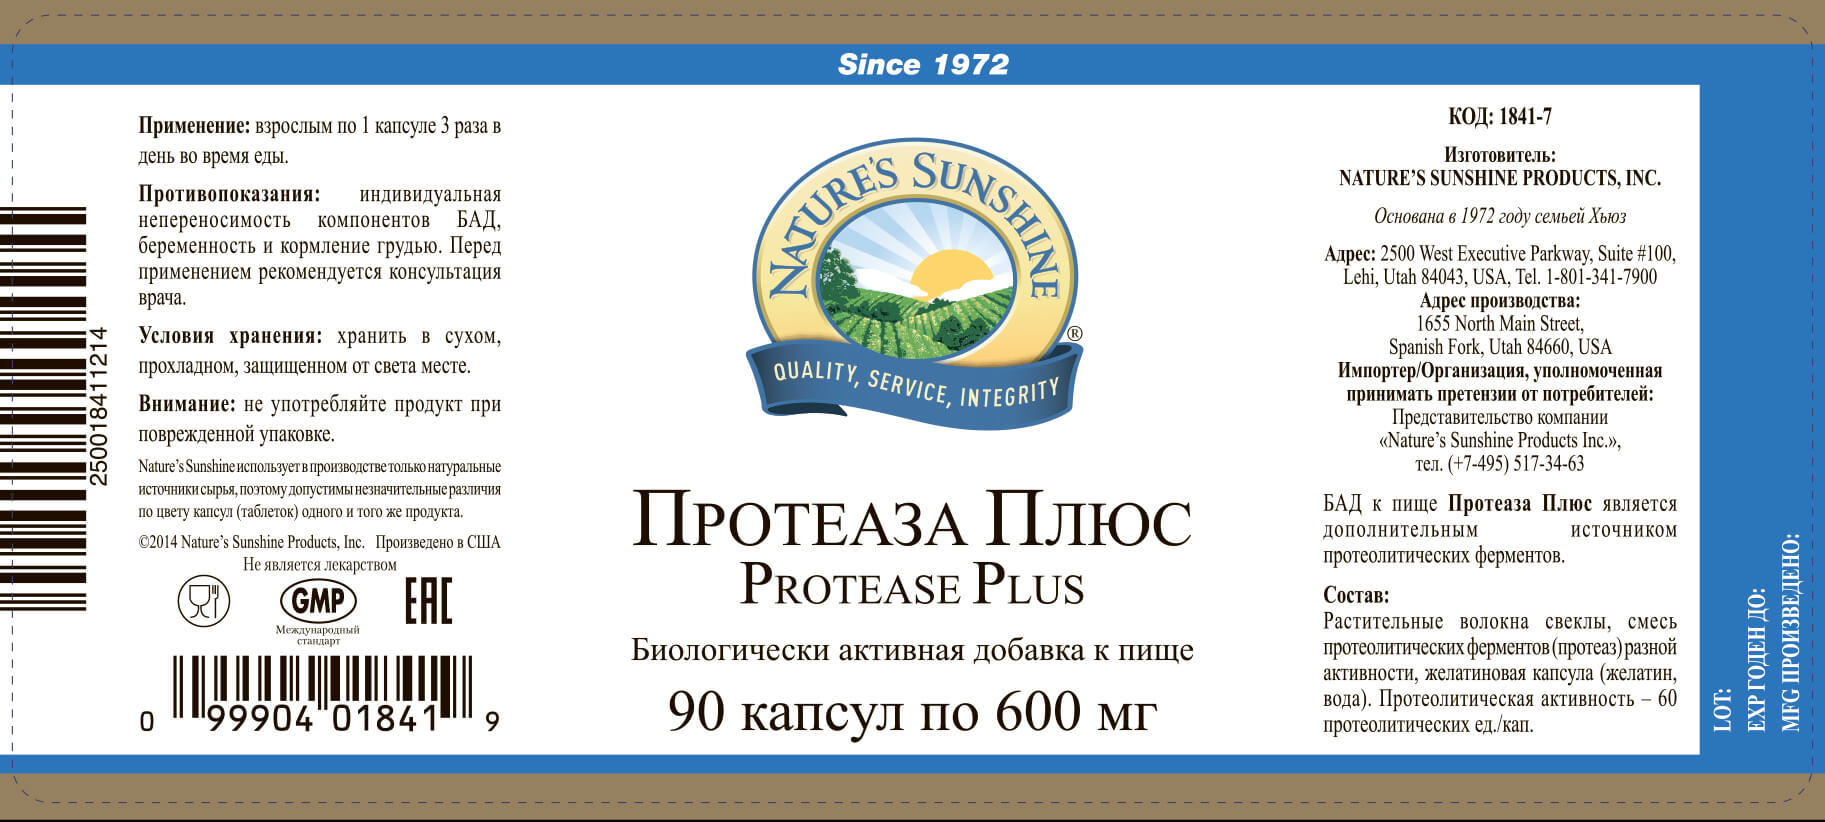 Since 1972
25001841 1214
Применение: взрослым по 1 капсуле 3 раза в
день во время еды.
Противопоказания: индивидуальная
непереносимость компонентов БАД,
беременность и кормление грудью. Перед
применением рекомендуется консультация
врача.
Условия хранения: хранить в сухом,
прохладном, защищенном от света месте.
Внимание: не употребляйте продукт при
поврежденной упаковке.
Nature's Sunshine использует в производстве только натуральные
источники сырья, поэтому допустимы незначительные различия
по цвету капсул (таблеток) одного и того же продукта.
©2014 Nature's Sunshine Products, Inc. Произведено в США
Не является лекарством
GMP
Международный
стандарт
EAC
0 99904 01841 9
NATURE'S SUNSHINE
®
QUALITY, SERVICE, INTEGRITY
ПРОТЕАЗА ПЛЮС
PROTEASE PLUS
Биологически активная добавка к пище
90 капсул по 600 мг
КОД: 1841-7
Изготовитель:
NATURE'S SUNSHINE PRODUCTS, INC.
Основана в 1972 году семьей Хьюз
Адрес: 2500 West Executive Parkway, Suite #100,
Lehi, Utah 84043, USA, Tel. 1-801-341-7900
Адрес производства:
1655 North Main Street,
Spanish Fork, Utah 84660, USA
Импортер/Организация, уполномоченная
принимать претензии от потребителей:
Представительство компании
«Nature's Sunshine Products Inc.»,
тел. (+7-495) 517-34-63
БАД к пище Протеаза Плюс является
дополнительным источником
протеолитических ферментов.
Состав:
Растительные волокна свеклы, смесь
протеолитических ферментов (протеаз) разной
активности, желатиновая капсула (желатин,
вода). Протеолитическая активность – 60
протеолитических ед./кап.
LOT:
EXP ГОДЕН ДО:
MFG ПРОИЗВЕДЕНО: